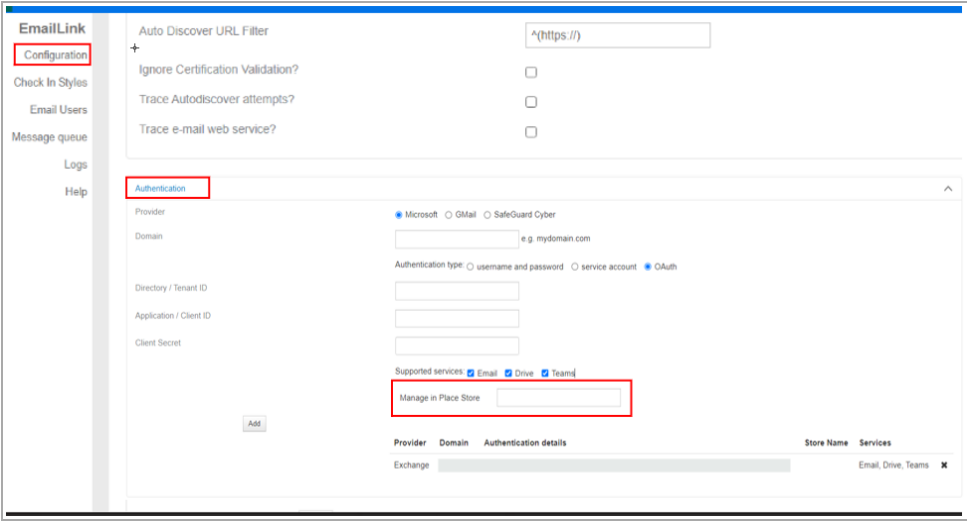 EmailLink
Configuration
Check In Styles
Email Users
Message queue
Logs
Help
Auto Discover URL Filter
^(https://)
Ignore Certification Validation?
Trace Autodiscover attempts?
Trace e-mail web service?
Authentication
Provider
Microsoft GMail SafeGuard Cyber
Domain
e.g. mydomain.com
Authentication type: username and password service account OAuth
Directory / Tenant ID
Application / Client ID
Client Secret
Supported services: Email Drive Teams
Manage in Place Store
Add
Provider Domain Authentication details Store Name Services
Exchange Email, Drive, Teams